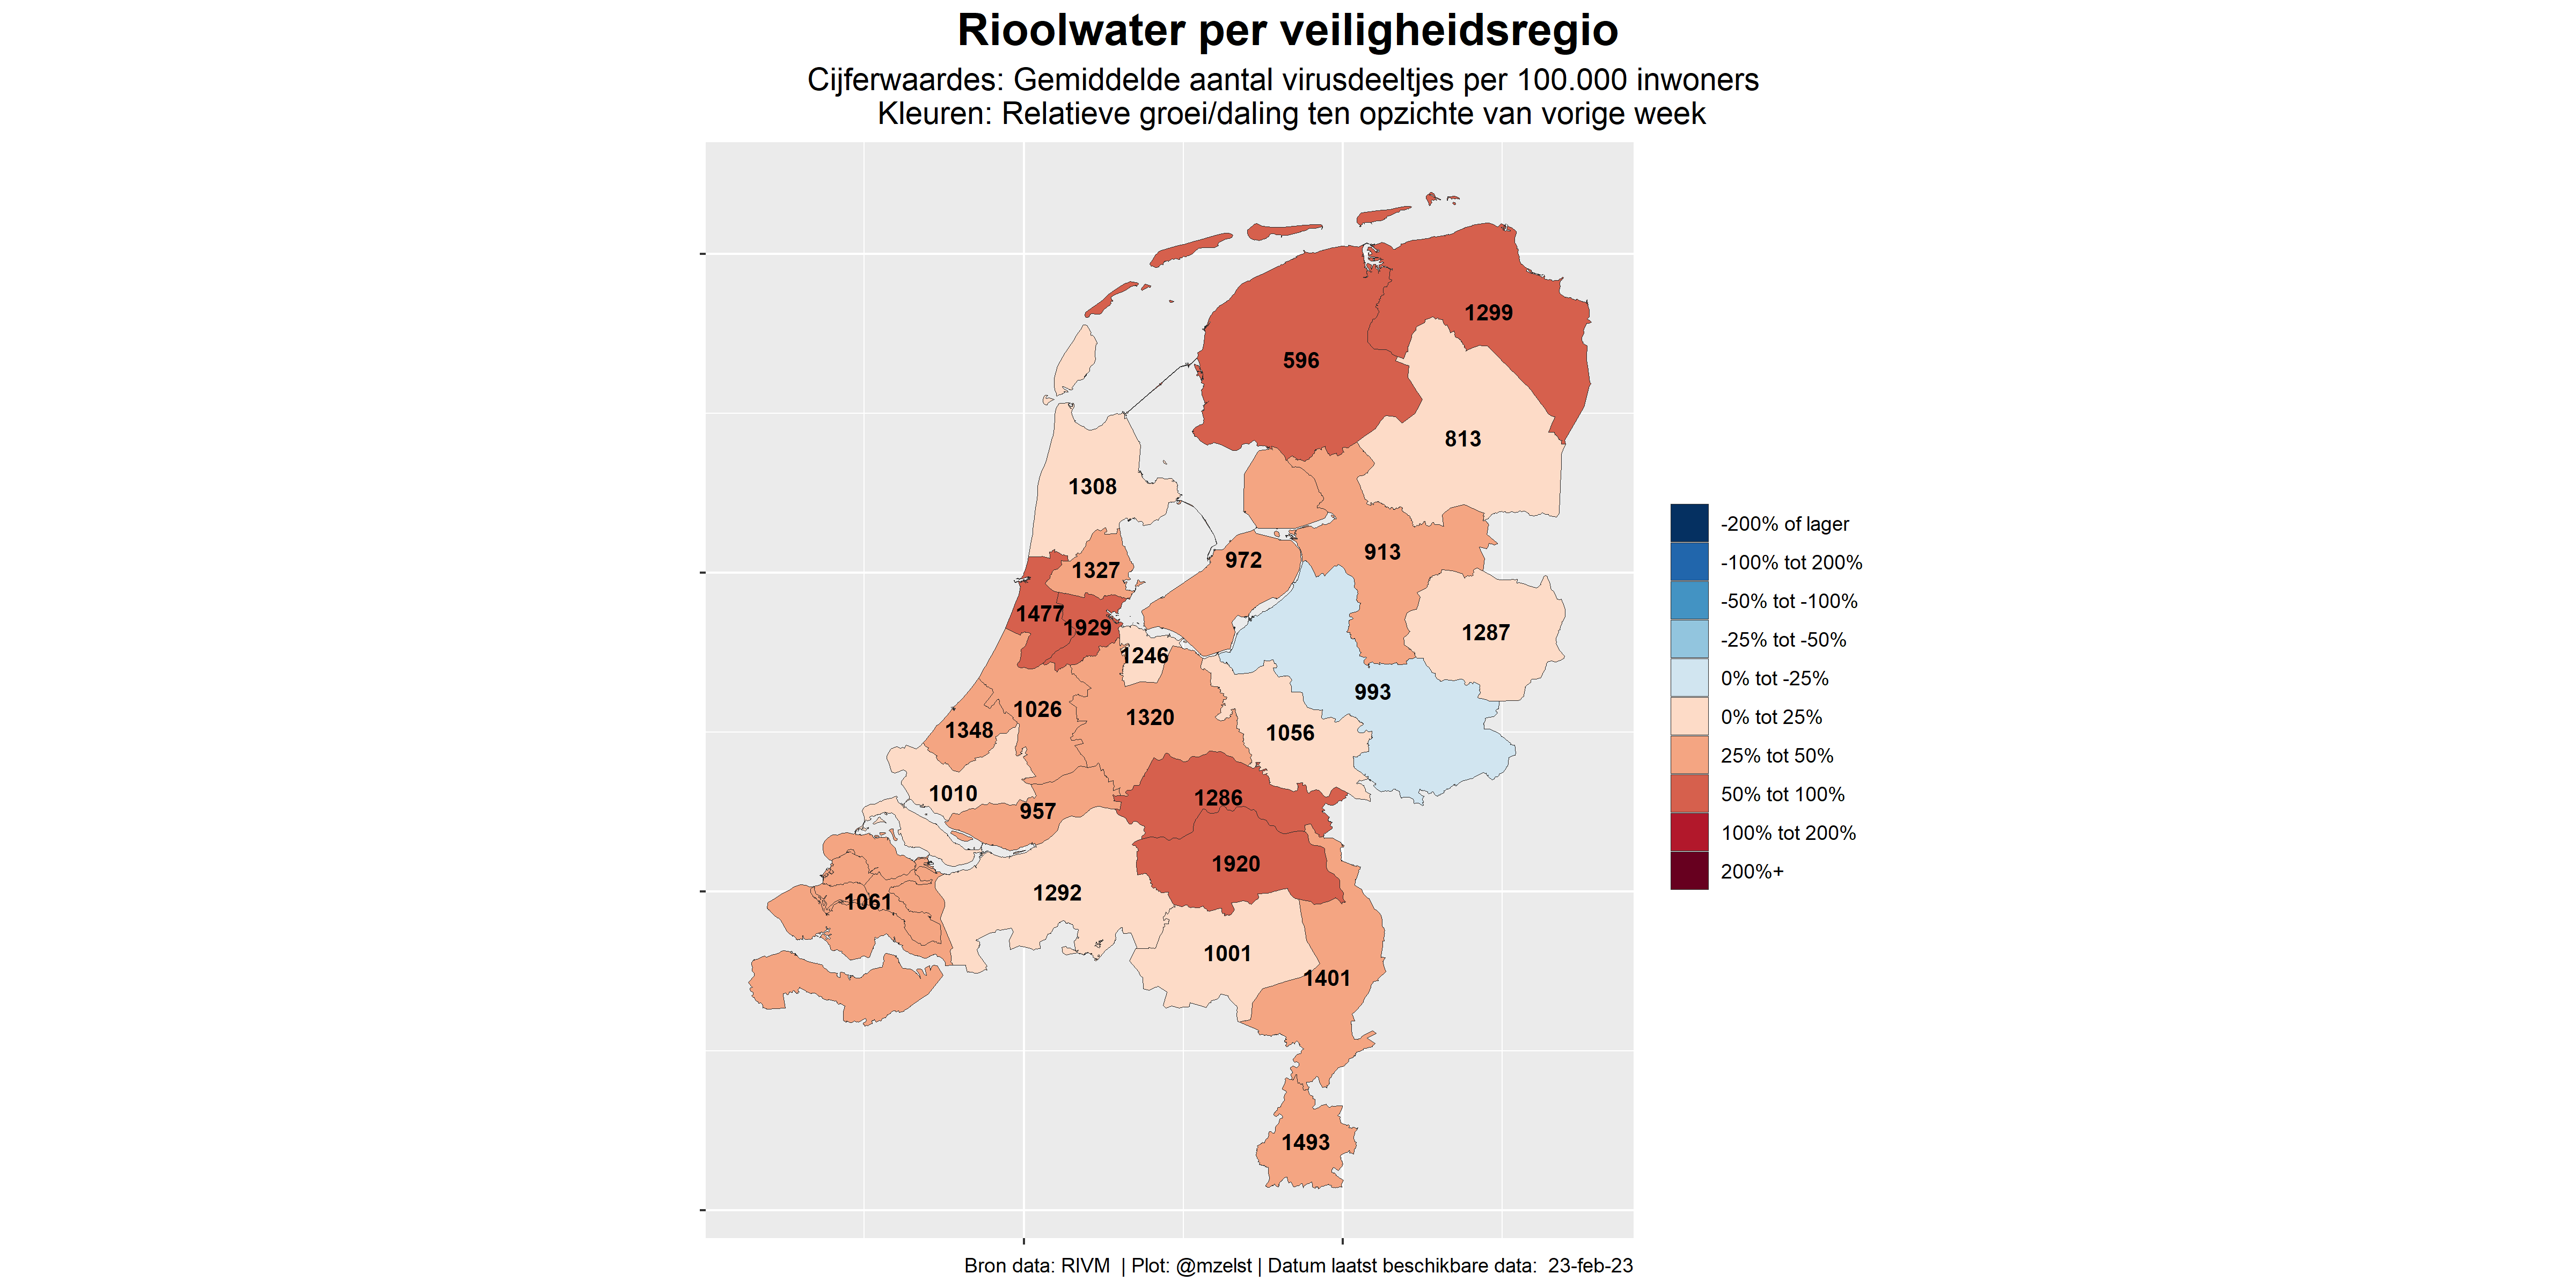 Rioolwater per veiligheidsregio
Cijferwaardes: Gemiddelde aantal virusdeeltjes per 100.000 inwoners
Kleuren: Relatieve groei/daling ten opzichte van vorige week
1299
596
813
1308
913
972
1327
1477
1929
1287
1246
993
1026
1320
1348
1056
1010
1286
957
1920
1292
1061
1001
1401
1493
-200% of lager
-100% tot 200%
-50% tot -100%
-25% tot -50%
0% tot -25%
0% tot 25%
25% tot 50%
50% tot 100%
100% tot 200%
200%+
Bron data: RIVM | Plot: @mzelst | Datum laatst beschikbare data: 23-feb-23